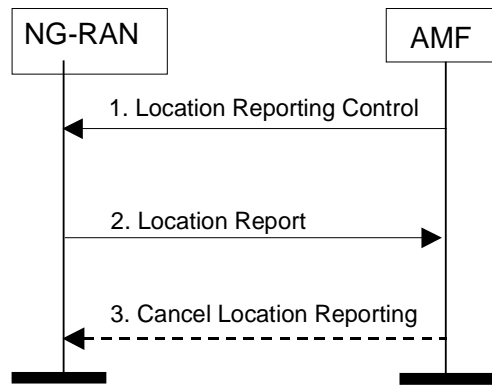 NG-RAN
AMF
1. Location Reporting Control
2. Location Report
3. Cancel Location Reporting